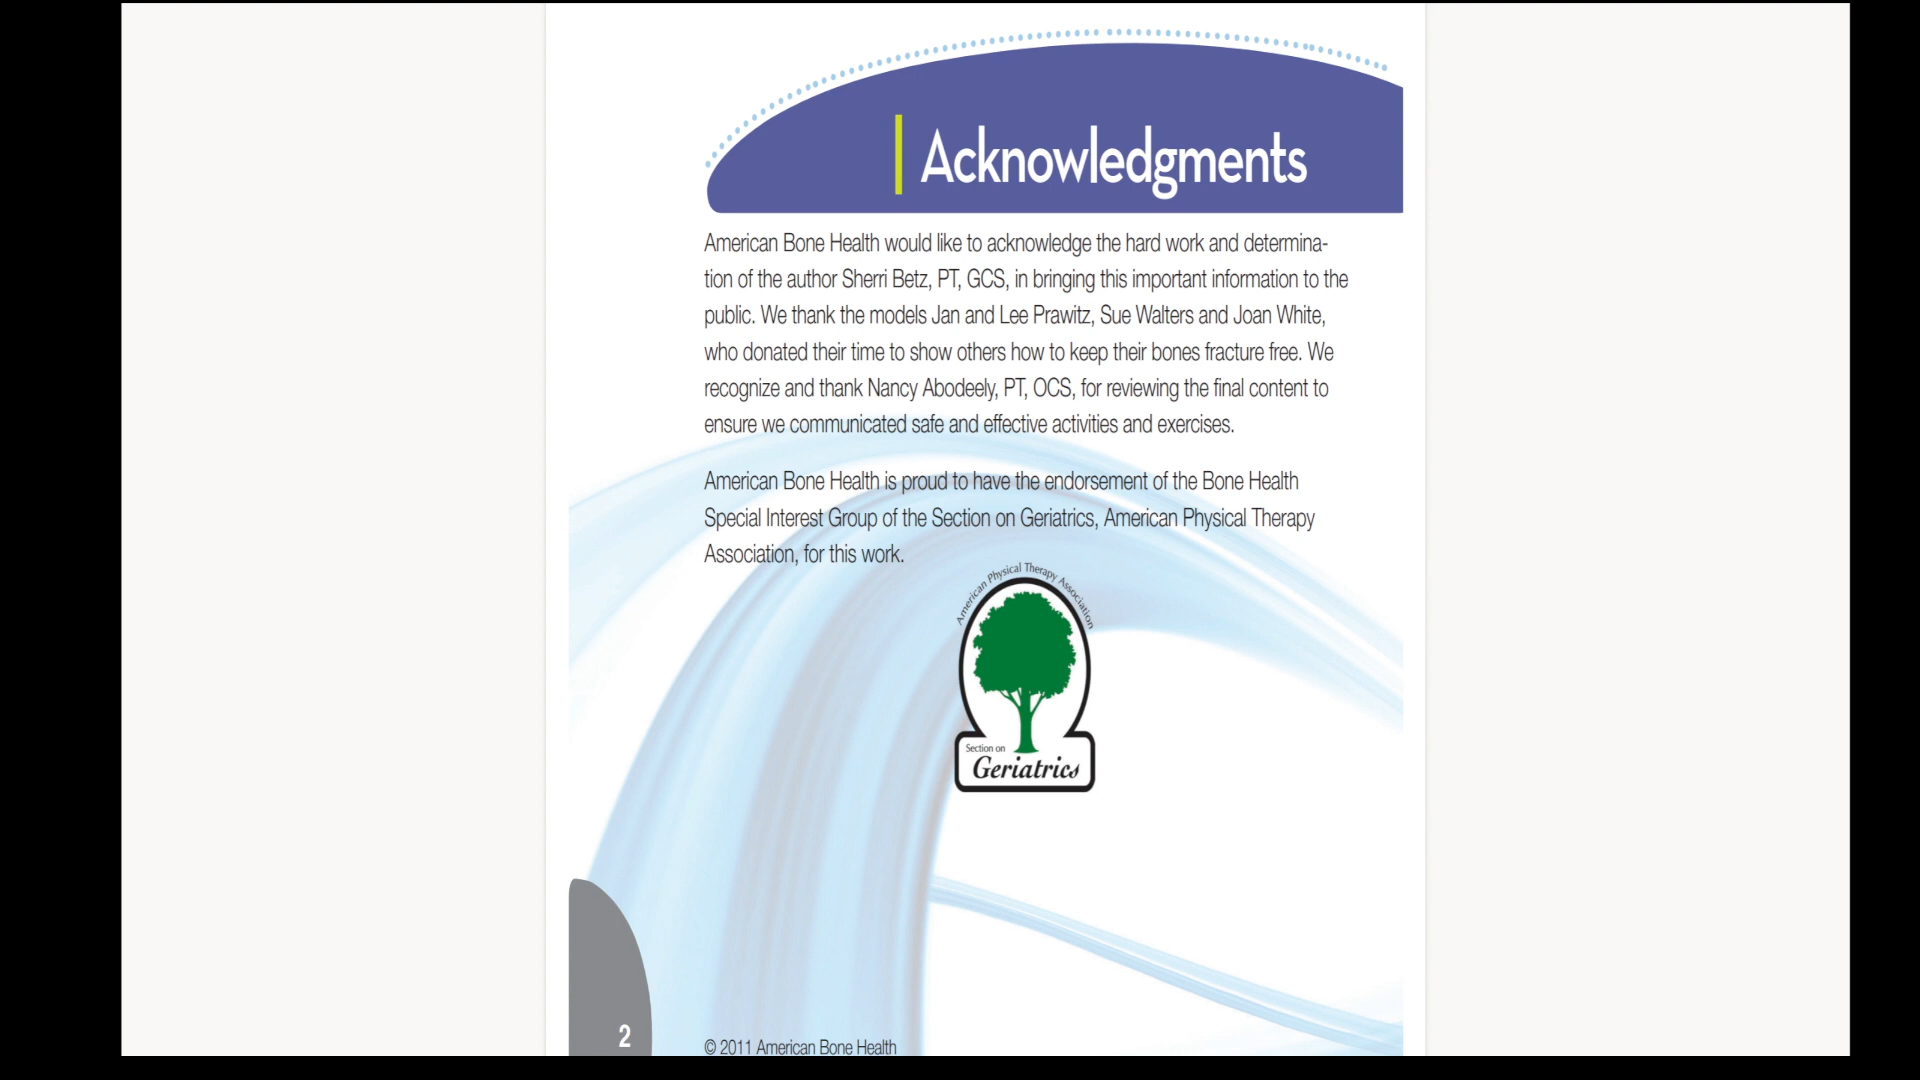 Acknowledgments
American Bone Health would like to acknowledge the hard work and determina-
tion of the author Sherri Betz, PT, GCS, in bringing this important information to the
public. We thank the models Jan and Lee Prawitz, Sue Walters and Joan White,
who donated their time to show others how to keep their bones fracture free. We
recognize and thank Nancy Abodeely, PT, OCS, for reviewing the final content to
ensure we communicated safe and effective activities and exercises.
American Bone Health is proud to have the endorsement of the Bone Health
Special Interest Group of the Section on Geriatrics, American Physical Therapy
Association, for this work.
American Physical Therapy Association
Section on
Geriatrics
2
© 2011 American Bone Health